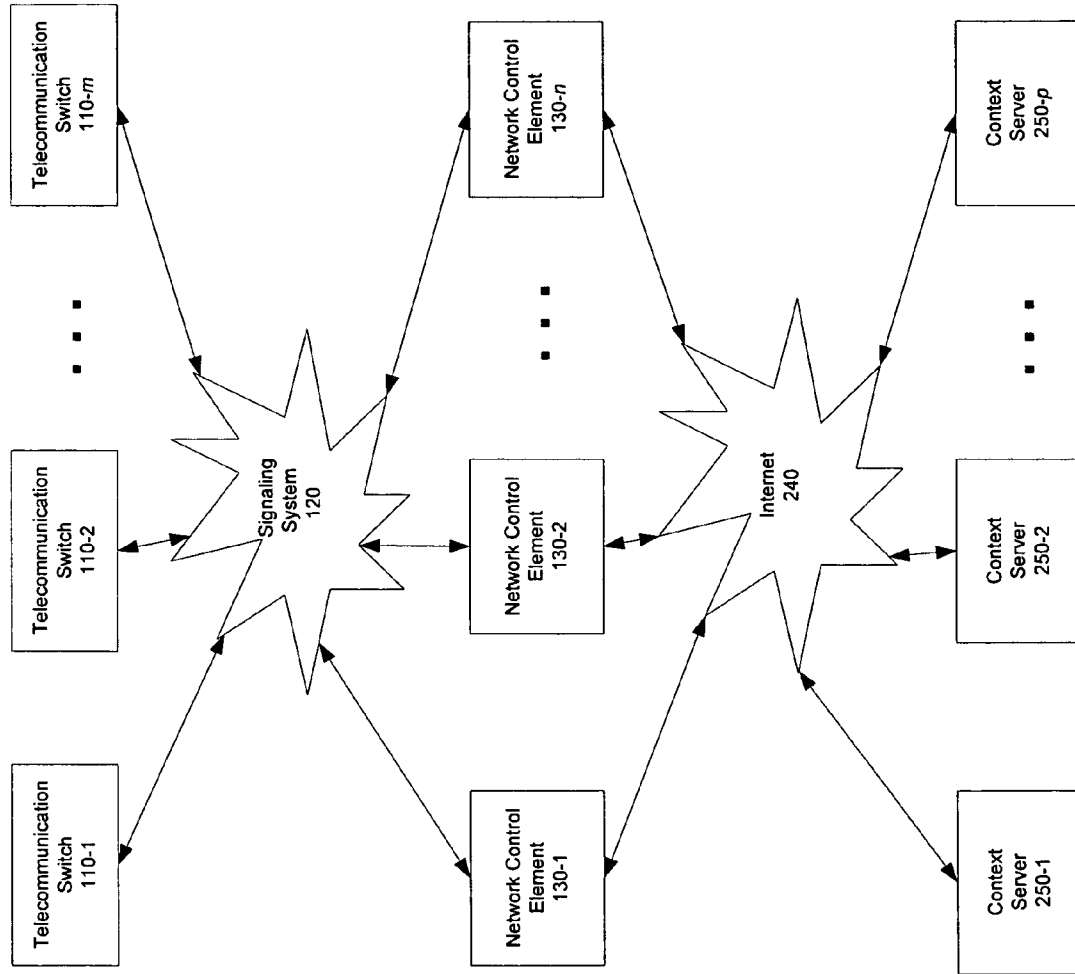 Telecommunication
Switch
110-1
Telecommunication
Switch
110-2
Telecommunication
Switch
110-m
Signaling
System
120
Network Control
Element
130-1
Network Control
Element
130-2
Network Control
Element
130-n
Internet
240
Context
Server
250-1
Context
Server
250-2
Context
Server
250-p